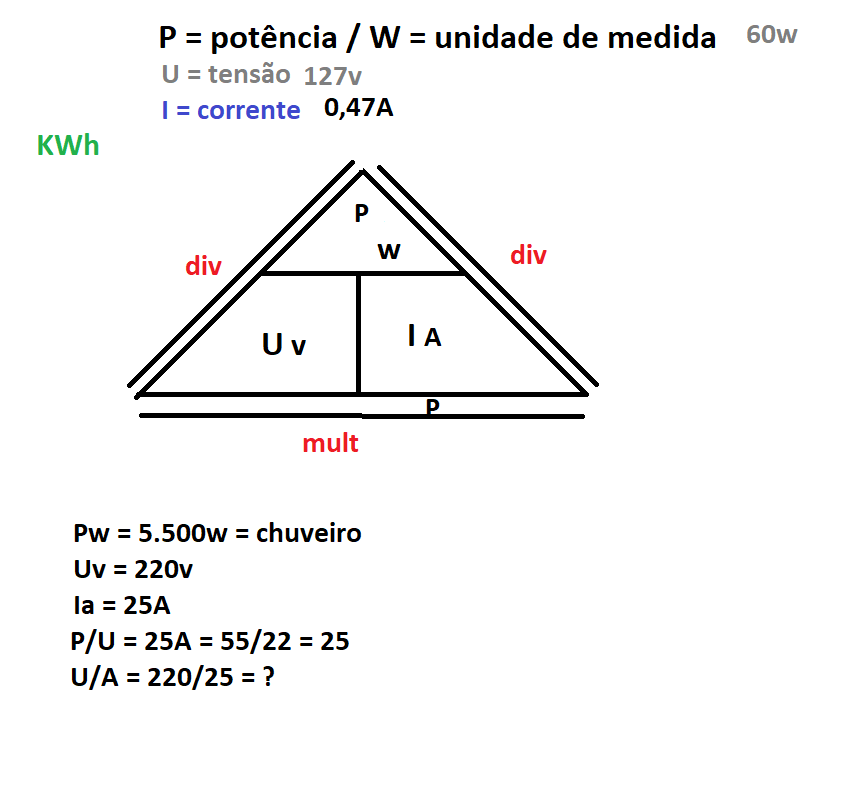 P = potência / W = unidade de medida 60w
U = tensão 127v
I = corrente 0,47A
KWh
P
w
div
div
U v
I A
P
mult
Pw = 5.500w = chuveiro
Uv = 220v
Ia = 25A
P/U = 25A = 55/22 = 25
U/A = 220/25 = ?